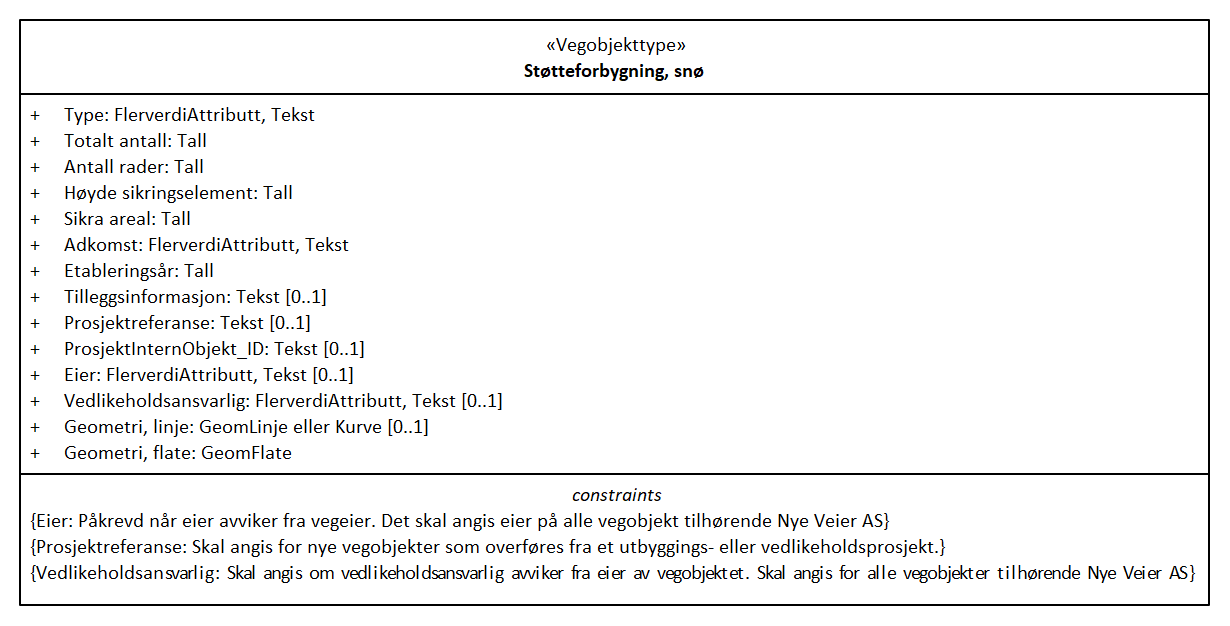 «Vegobjekttype»
Støtteforbygning, snø
+ Type: FlerverdiAttributt, Tekst
+ Totalt antall: Tall
+ Antall rader: Tall
+ Høyde sikringselement: Tall
+ Sikra areal: Tall
+ Adkomst: FlerverdiAttributt, Tekst
+ Etableringsår: Tall
+ Tilleggsinformasjon: Tekst [0..1]
+ Prosjektreferanse: Tekst [0..1]
+ ProsjektInternObjekt_ID: Tekst [0..1]
+ Eier: FlerverdiAttributt, Tekst [0..1]
+ Vedlikeholdsansvarlig: FlerverdiAttributt, Tekst [0..1]
+ Geometri, linje: GeomLinje eller Kurve [0..1]
+ Geometri, flate: GeomFlate
constraints
{Eier: Påkrevd når eier avviker fra vegeier. Det skal angis eier på alle vegobjekt tilhørende Nye Veier AS}
{Prosjektreferanse: Skal angis for nye vegobjekter som overføres fra et utbyggings- eller vedlikeholdsprosjekt.}
{Vedlikeholdsansvarlig: Skal angis om vedlikeholdsansvarlig avviker fra eier av vegobjektet. Skal angis for alle vegobjekter tilhørende Nye Veier AS}